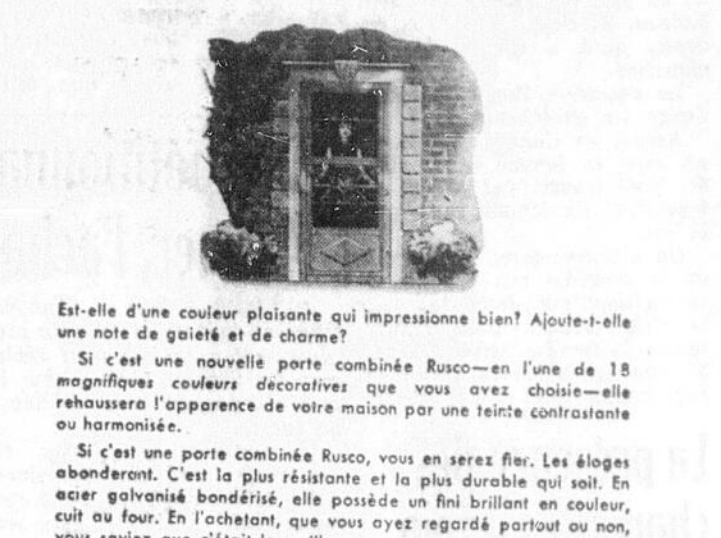 Est-elle d'une couleur plaisante qui impressionne bien? Ajoute-t-elle
une note de gaieté et de charme?
Si c'est une nouvelle porte combinée Rusco—en l'une de 18
magnifiques couleurs décoratives que vous avez choisie—elle
rehaussera l'apparence de votre maison par une teinte contrastante
ou harmonisée.
Si c'est une porte combinée Rusco, vous en serez fier. Les éloges
abonderont. C'est la plus résistante et la plus durable qui soit. En
acier galvanisé bondérisé, elle possède un fini brillant en couleur,
cuit au four. En l'achetant, que vous ayez regardé partout ou non,
vous saviez que c'était